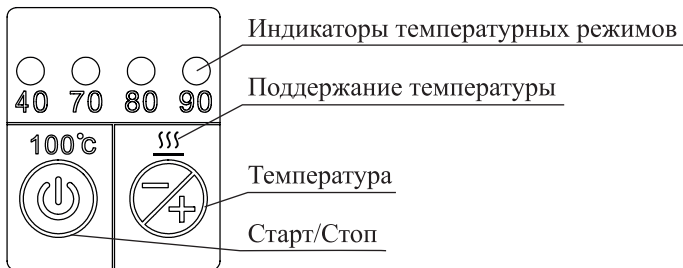 Индикаторы температурных режимов
40 70 80 90
Поддержание температуры
100°C
Температура
Старт/Стоп